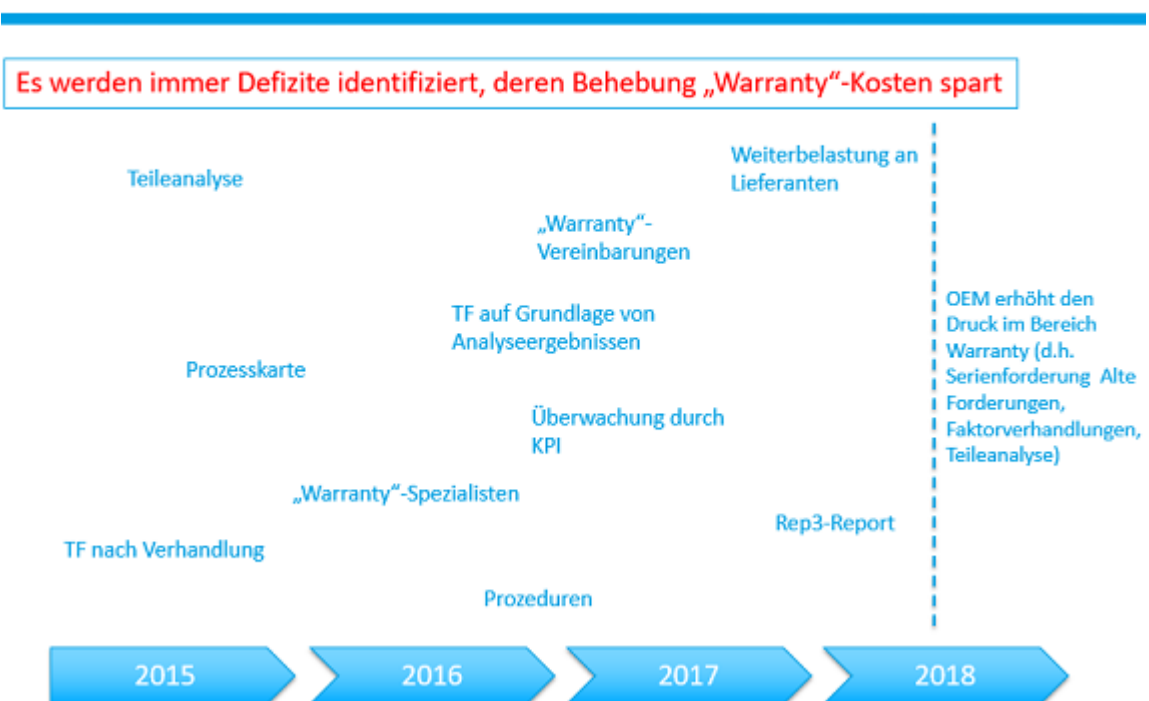 Es werden immer Defizite identifiziert, deren Behebung „Warranty“-Kosten spart
Teileanalyse
Weiterbelastung an
Lieferanten
„Warranty“-
Vereinbarungen
TF auf Grundlage von
Analyseergebnissen
Prozesskarte
Überwachung durch
KPI
„Warranty“-Spezialisten
Rep3-Report
TF nach Verhandlung
Prozeduren
OEM erhöht den
Druck im Bereich
Warranty (d.h.
Serienforderung Alte
Forderungen,
Faktorverhandlungen,
Teileanalyse)
2015
2016
2017
2018